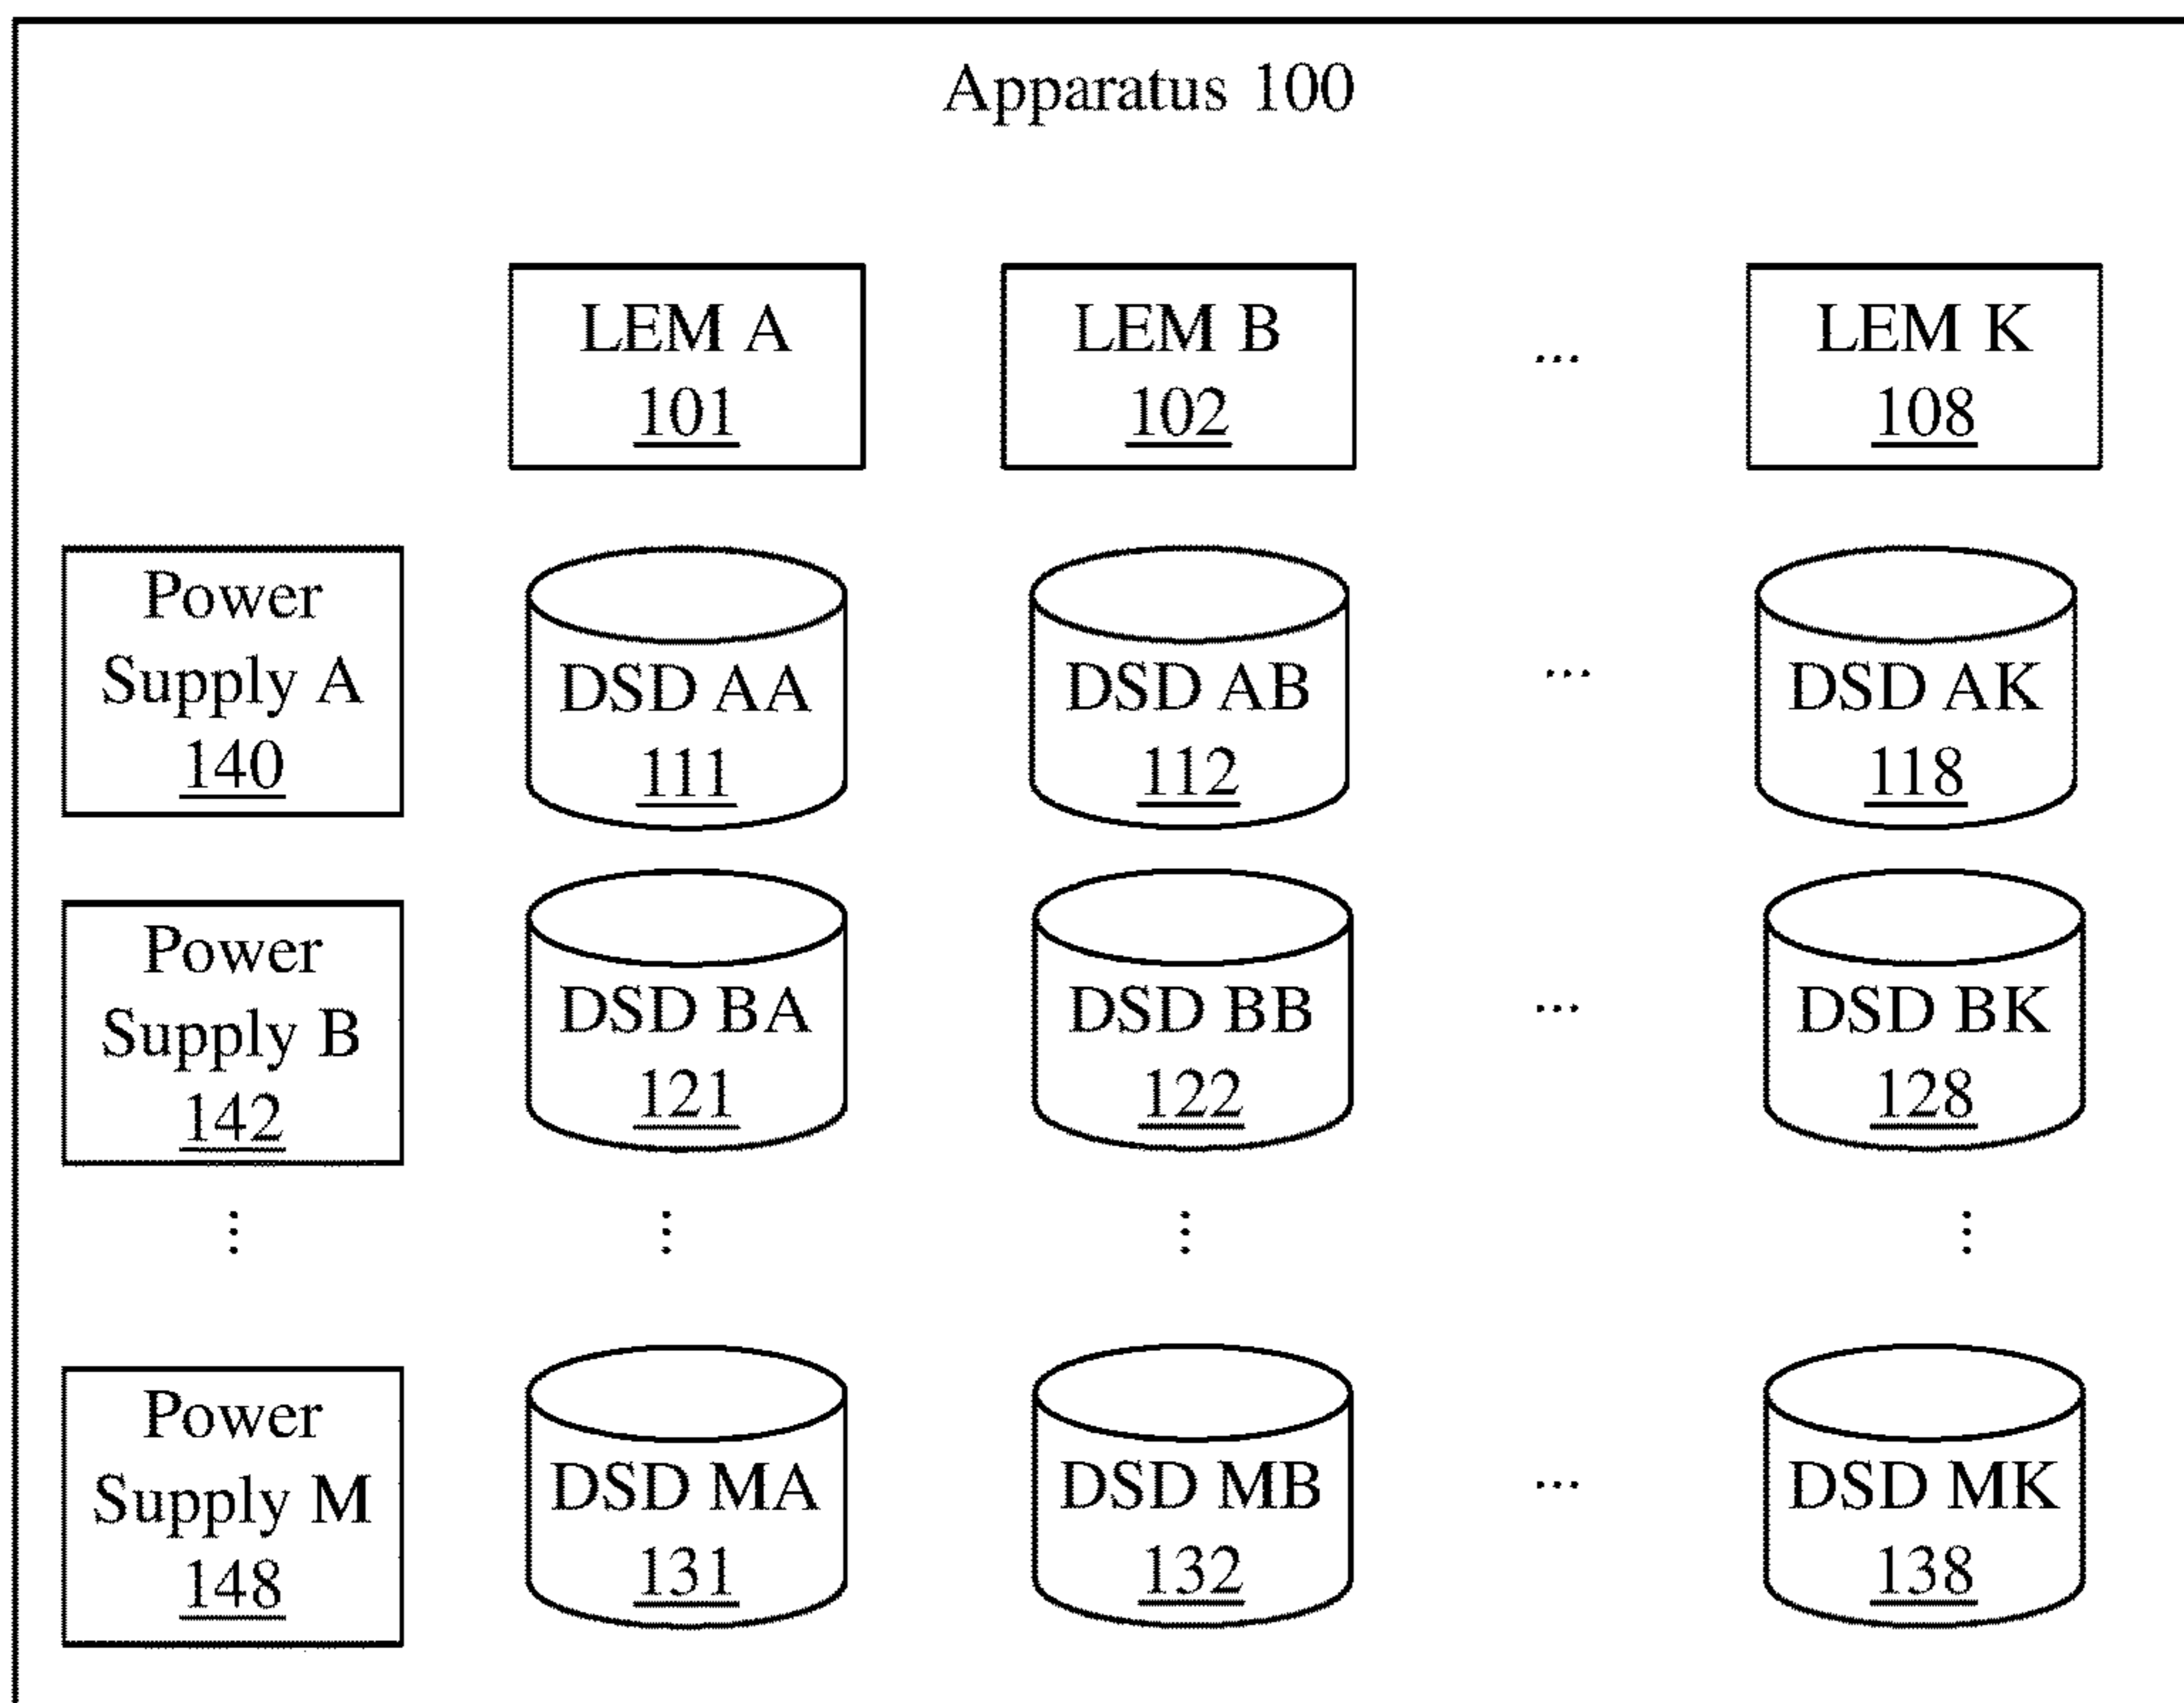 Apparatus 100
LEM A
101
LEM B
102
...
LEM K
108
Power
Supply A
140
DSD AA
111
DSD AB
112
...
DSD AK
118
Power
Supply B
142
DSD BA
121
DSD BB
122
...
DSD BK
128
...
...
...
...
Power
Supply M
148
DSD MA
131
DSD MB
132
...
DSD MK
138